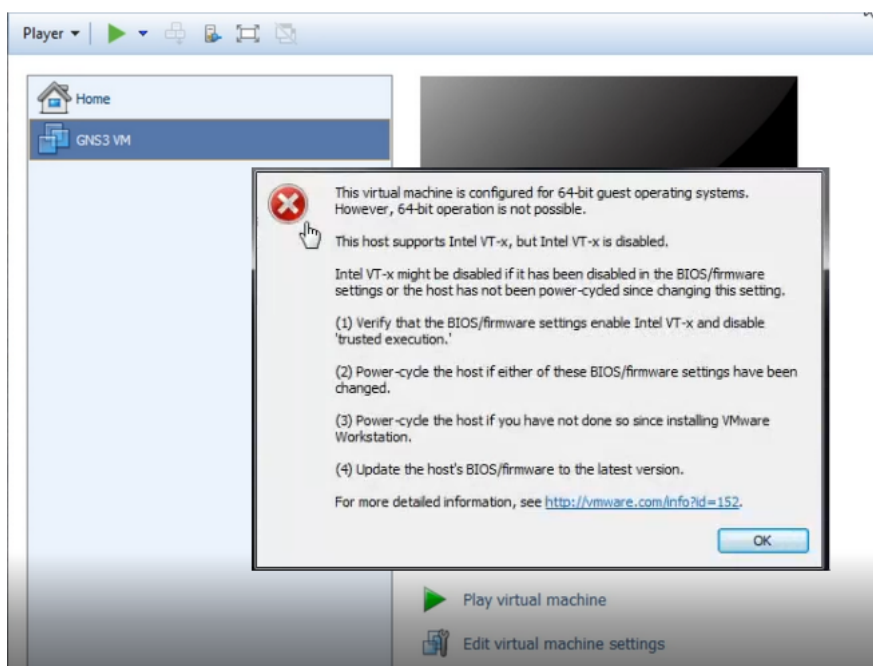 Player
Home
GNS3 VM
This virtual machine is configured for 64-bit guest operating systems.
However, 64-bit operation is not possible.
This host supports Intel VT-x, but Intel VT-x is disabled.
Intel VT-x might be disabled if it has been disabled in the BIOS/firmware
settings or the host has not been power-cycled since changing this setting.
(1) Verify that the BIOS/firmware settings enable Intel VT-x and disable
'trusted execution.'
(2) Power-cycle the host if either of these BIOS/firmware settings have been
changed.
(3) Power-cycle the host if you have not done so since installing VMware
Workstation.
(4) Update the host's BIOS/firmware to the latest version.
For more detailed information, see http://vmware.com/info?id=152.
OK
Play virtual machine
Edit virtual machine settings